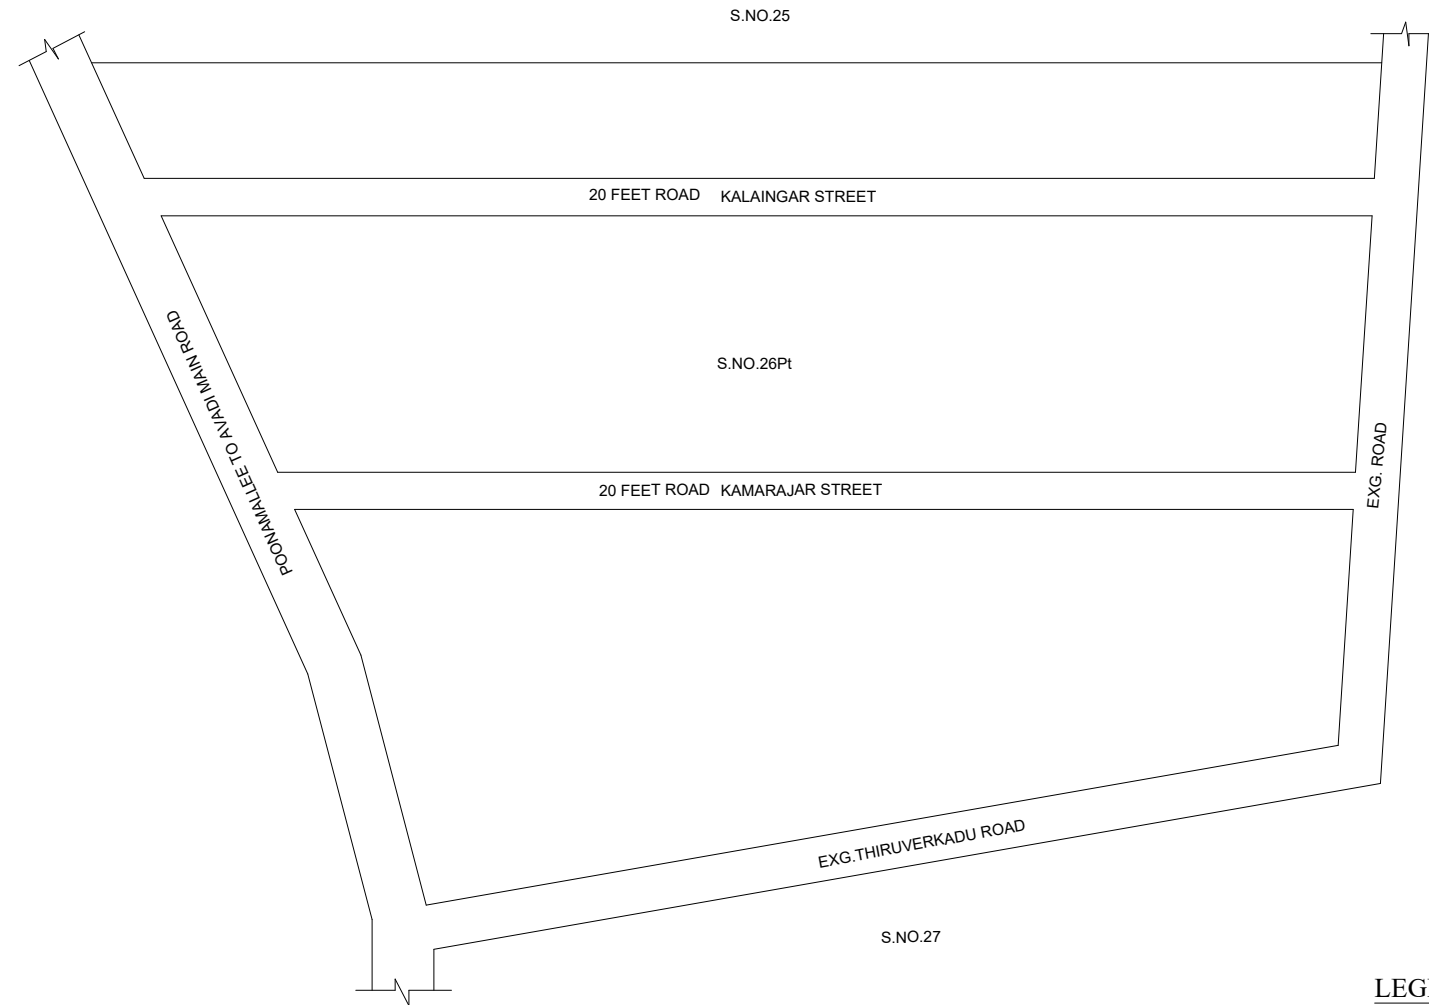 S.NO.25
20 FEET ROAD KALAINGAR STREET
POONAMALLEE TO AVADI MAIN ROAD
S.NO.26Pt
EXG. ROAD
20 FEET ROAD KAMARAJAR STREET
EXG.THIRUVERKADU ROAD
S.NO.27